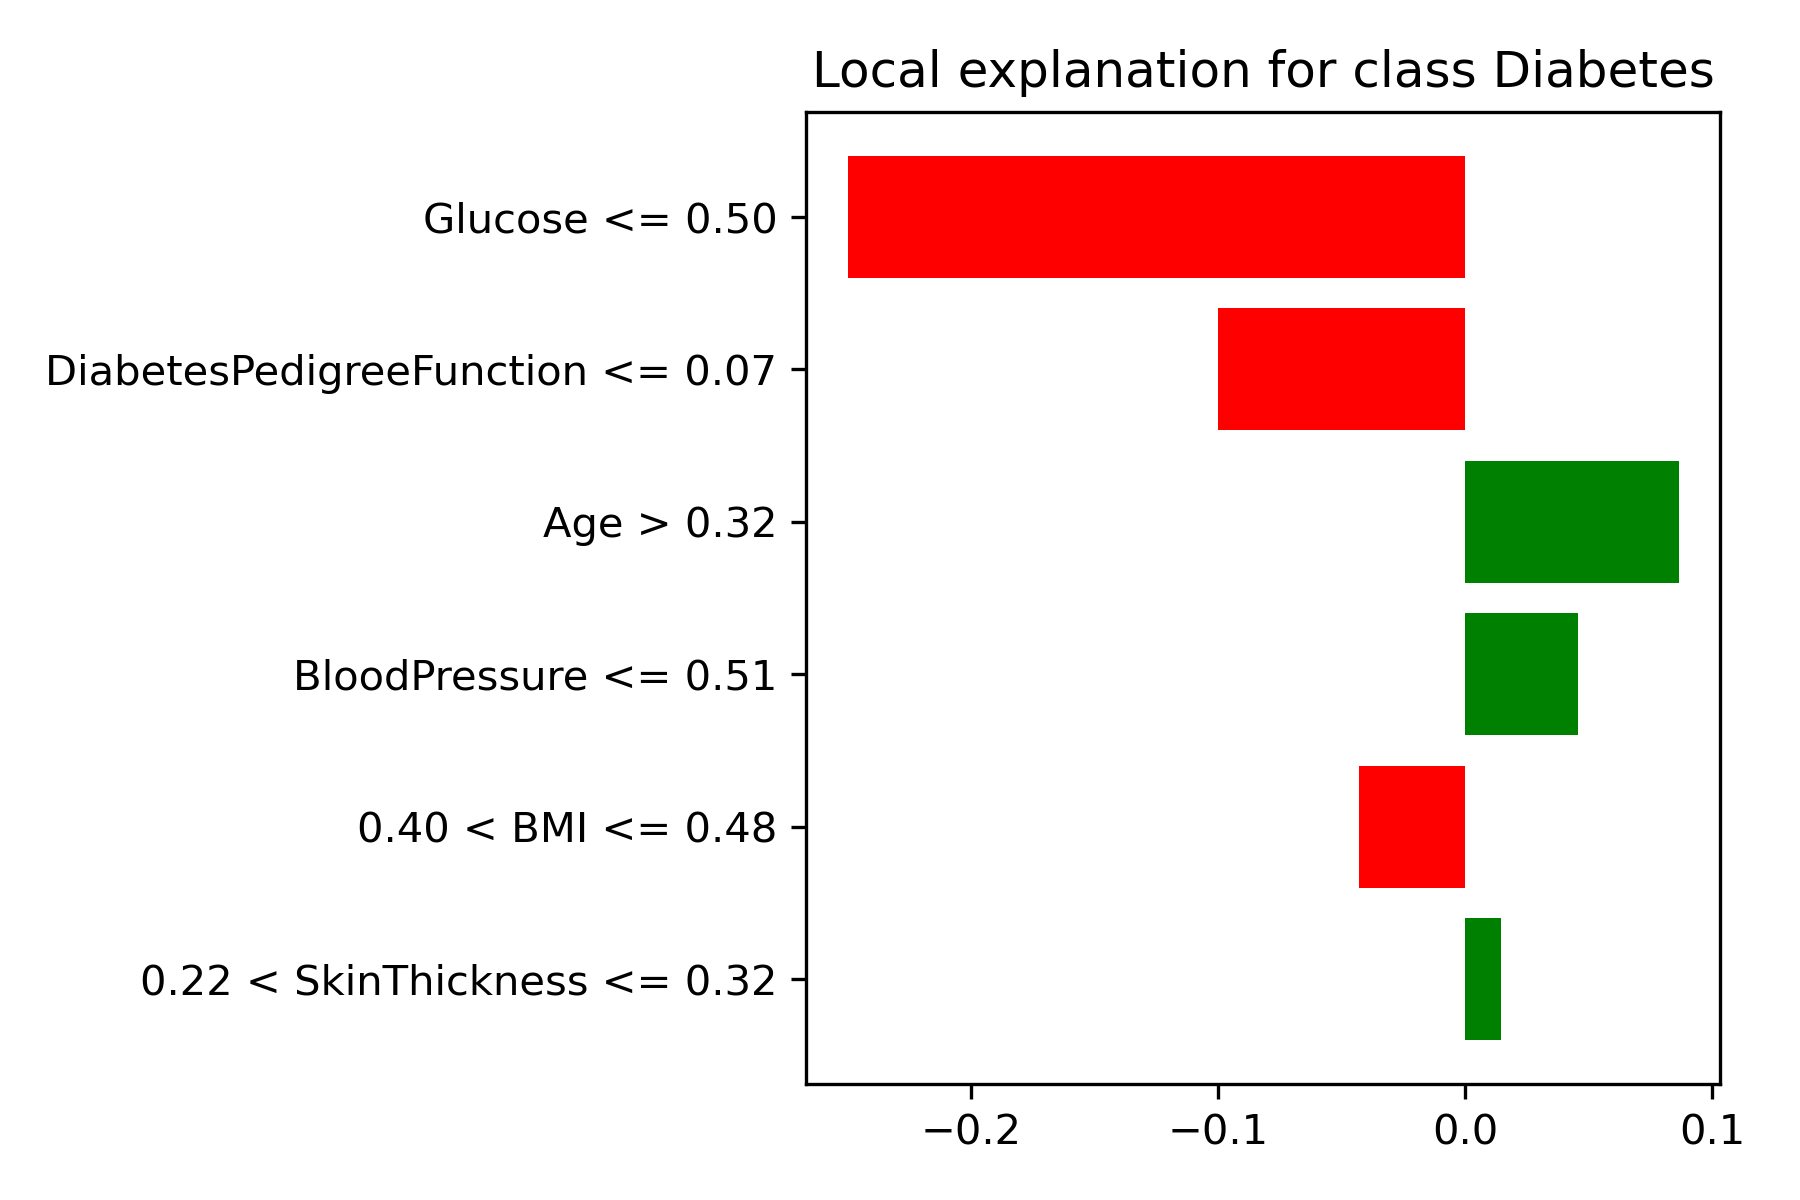 Local explanation for class Diabetes
Glucose <= 0.50
DiabetesPedigreeFunction <= 0.07
Age > 0.32
BloodPressure <= 0.51
0.40 < BMI <= 0.48
0.22 < SkinThickness <= 0.32
−0.2 −0.1 0.0 0.1